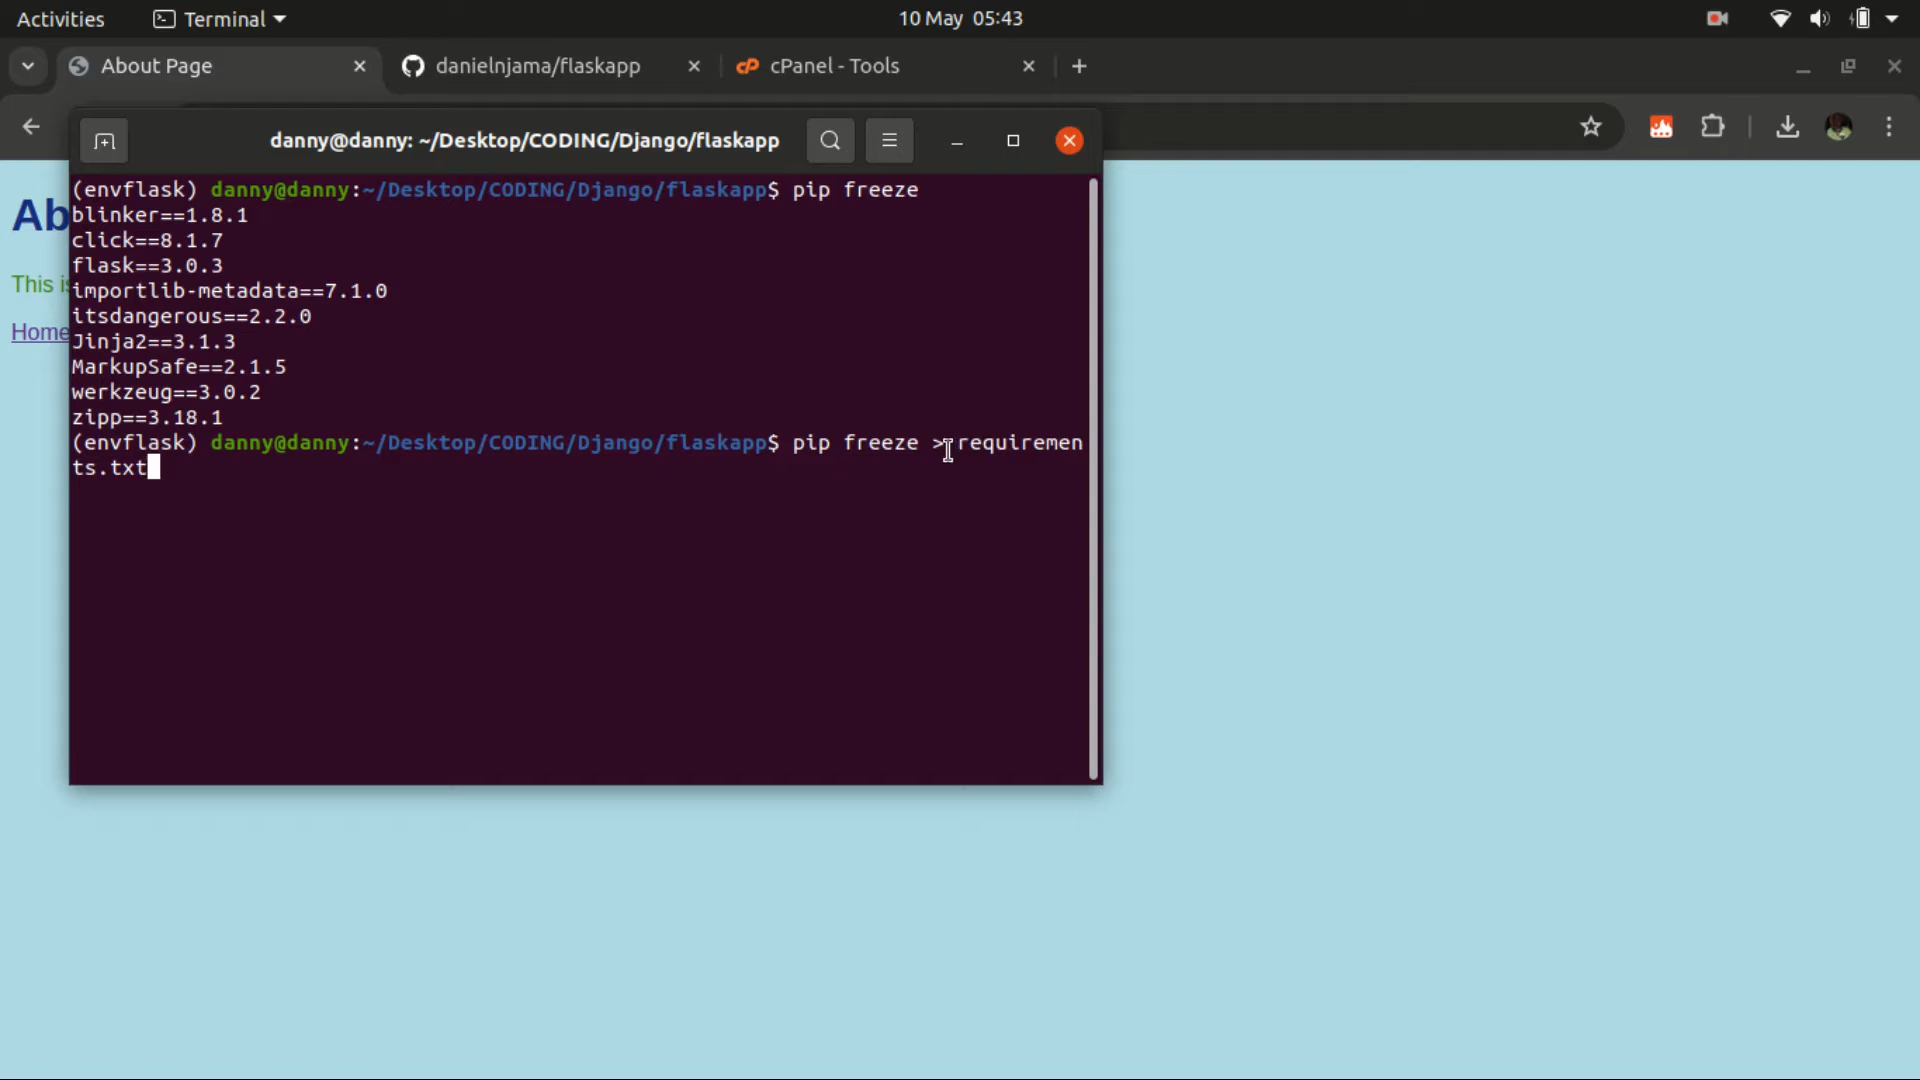 Activities Terminal 10 May 05:43
About Page danielnjama/flaskapp cPanel - Tools
danny@danny: ~/Desktop/CODING/Django/flaskapp
(envflask) danny@danny:~/Desktop/CODING/Django/flaskapp$ pip freeze
blinker==1.8.1
click==8.1.7
flask==3.0.3
importlib-metadata==7.1.0
itsdangerous==2.2.0
Jinja2==3.1.3
MarkupSafe==2.1.5
werkzeug==3.0.2
zipp==3.18.1
(envflask) danny@danny:~/Desktop/CODING/Django/flaskapp$ pip freeze > requiremen
ts.txt
Ab
This is
Home